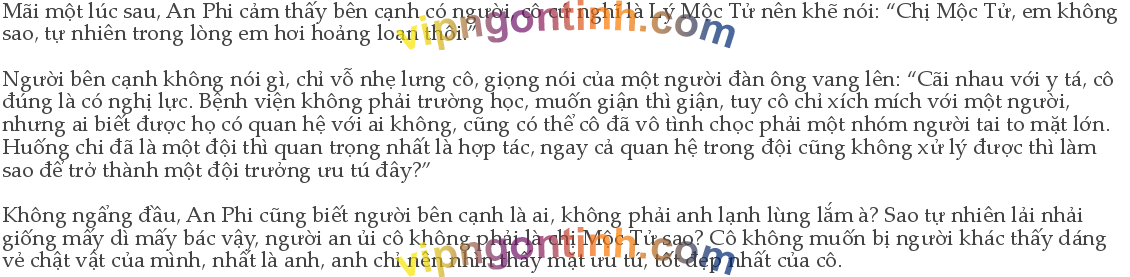 Mãi một lúc sau, An Phi cảm thấy bên cạnh có người, cô cứ nghĩ là Lý Mộc Tử nên khẽ nói: “Chị Mộc Tử, em không
sao, tự nhiên trong lòng em hơi hoảng loạn thôi.”
Người bên cạnh không nói gì, chỉ vỗ nhẹ lưng cô, giọng nói của một người đàn ông vang lên: “Cãi nhau với y tá, cô
đúng là có nghị lực. Bệnh viện không phải trường học, muốn giận thì giận, tuy cô chỉ xích mích với một người,
nhưng ai biết được họ có quan hệ với ai không, cũng có thể cô đã vô tình chọc phải một nhóm người tai to mặt lớn.
Huống chi đã là một đội thì quan trọng nhất là hợp tác, ngay cả quan hệ trong đội cũng không xử lý được thì làm
sao để trở thành một đội trưởng ưu tú đây?”
Không ngẩng đầu, An Phi cũng biết người bên cạnh là ai, không phải anh lạnh lùng lắm à? Sao tự nhiên lải nhải
giống mấy dì mấy bác vậy, người an ủi cô không phải là chị Mộc Tử sao? Cô không muốn bị người khác thấy dáng
vẻ chật vật của mình, nhất là anh, anh chỉ nên nhìn thấy mặt ưu tú, tốt đẹp nhất của cô.
vipngontinh.com
vipngontinh.com